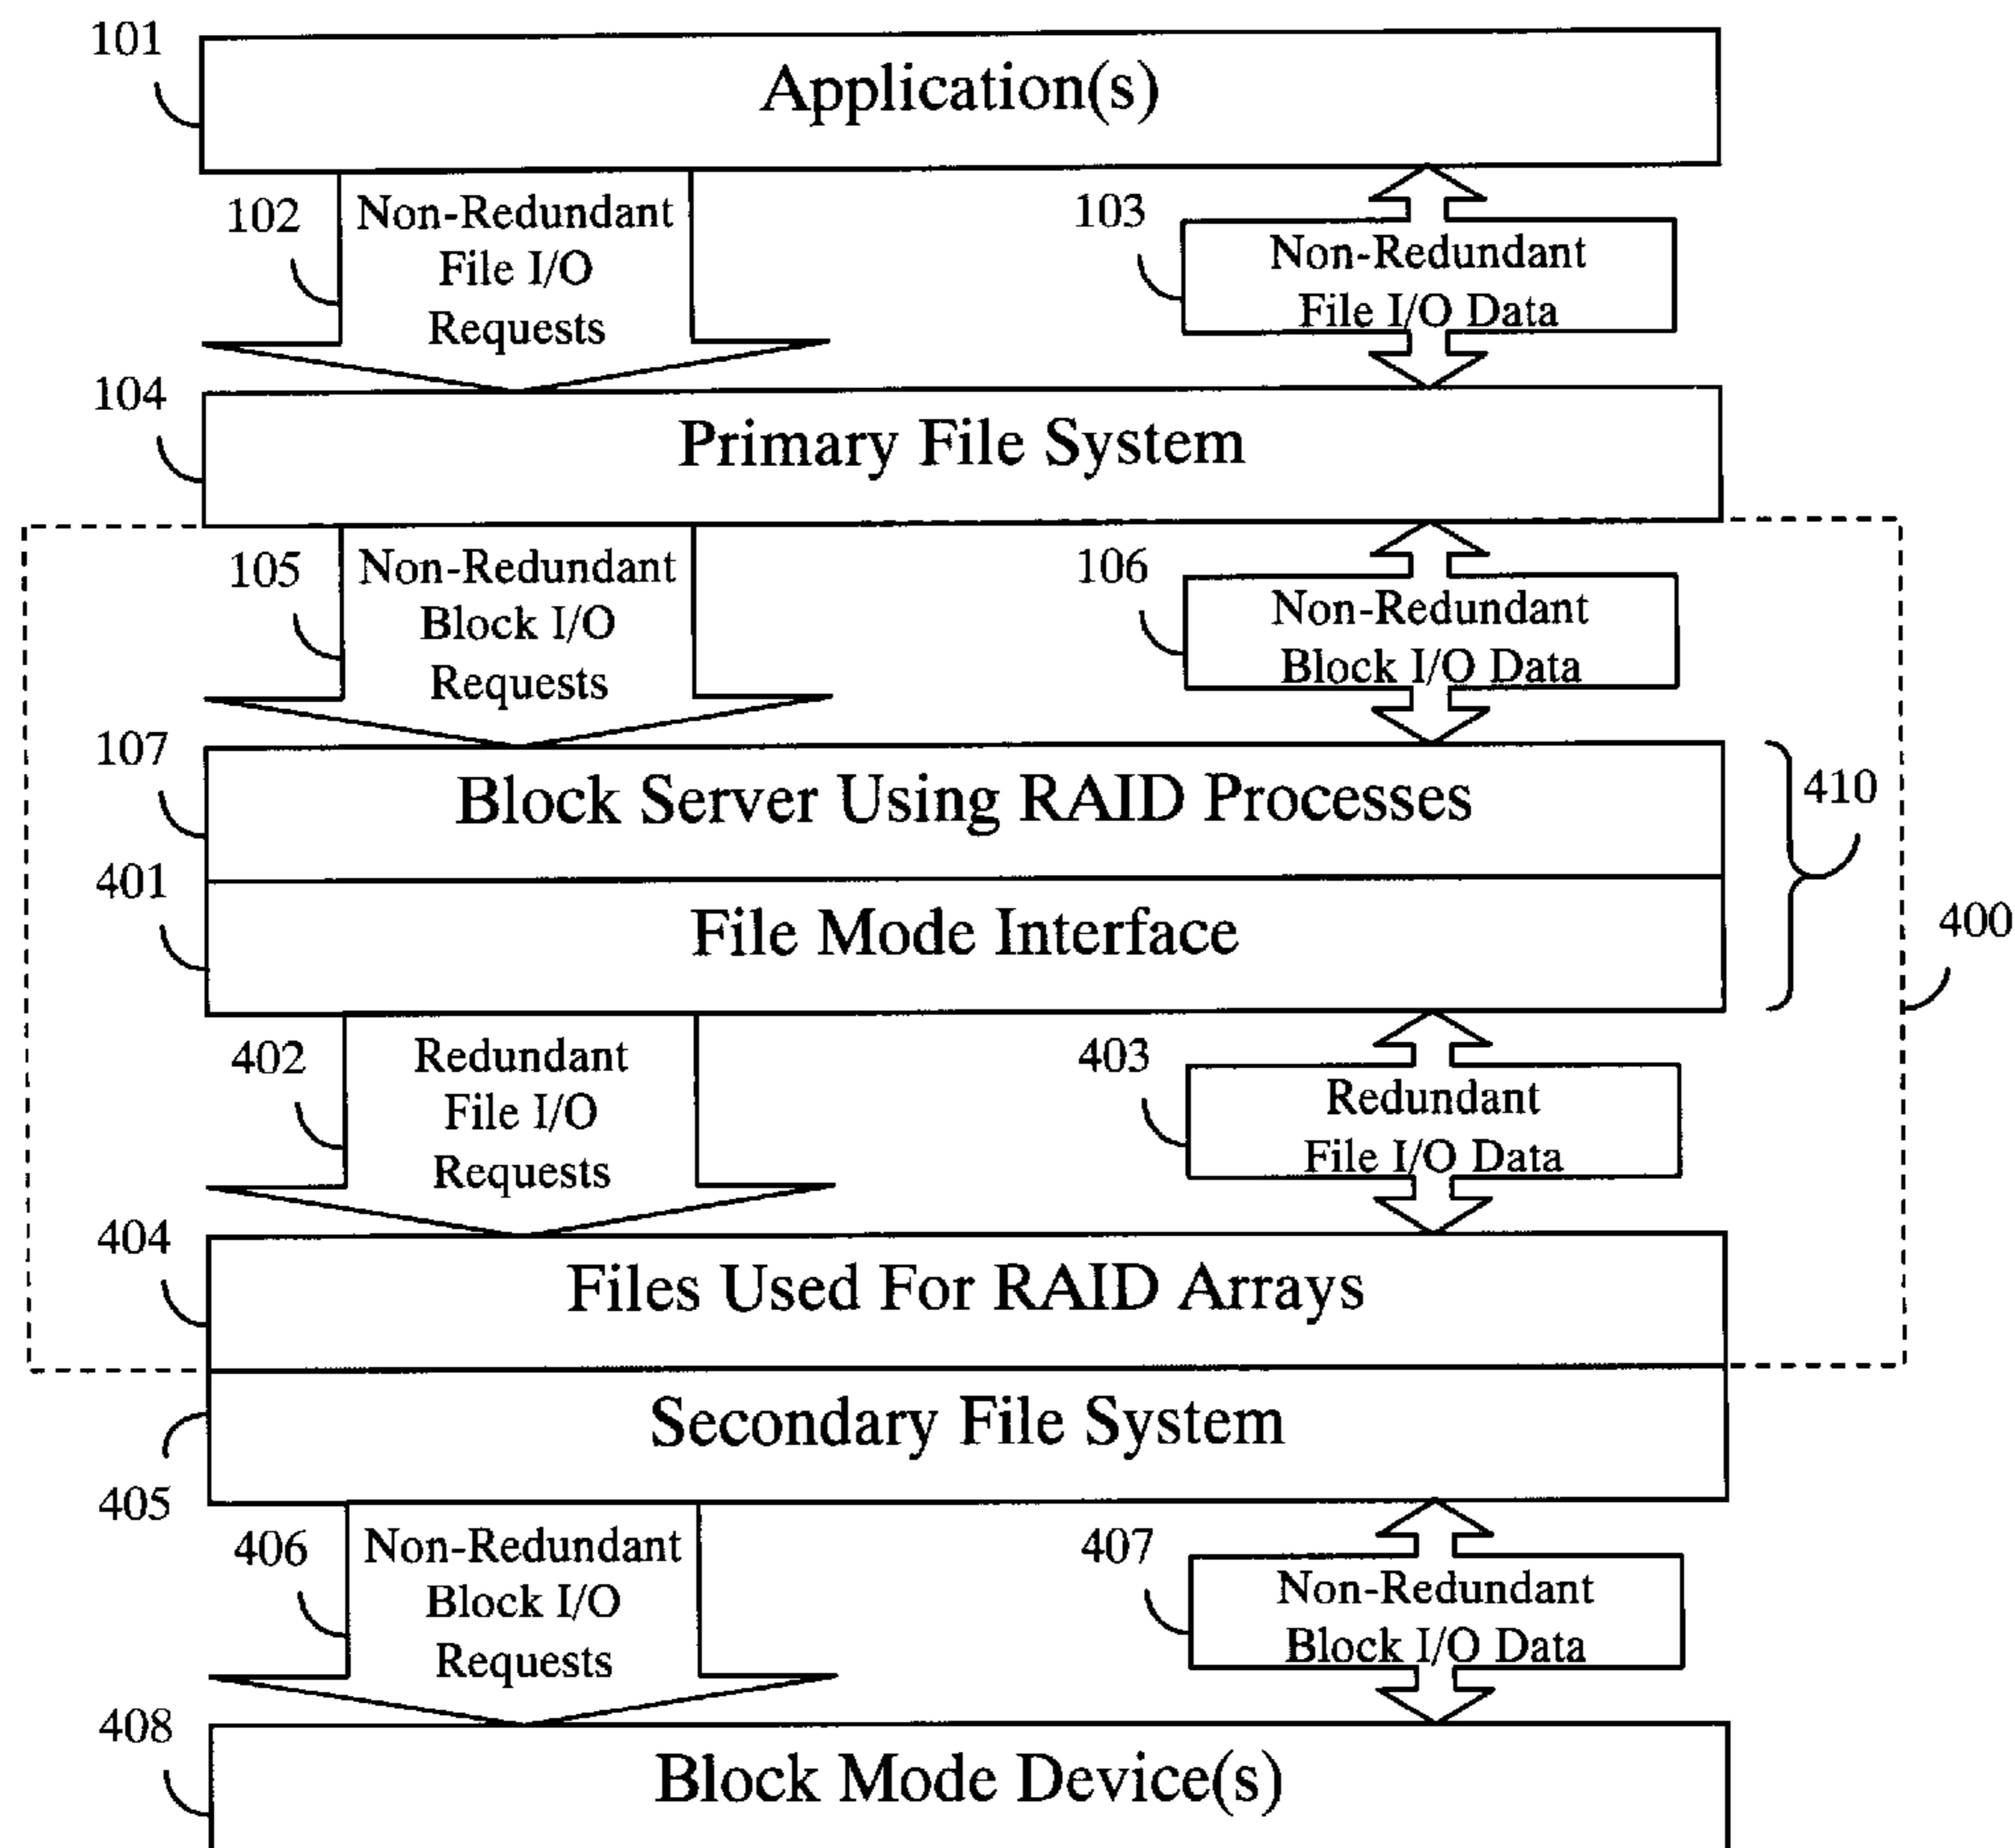 101
Application(s)
102
Non-Redundant
File I/O
Requests
103
Non-Redundant
File I/O Data
104
Primary File System
105
Non-Redundant
Block I/O
Requests
106
Non-Redundant
Block I/O Data
107
Block Server Using RAID Processes
410
401
File Mode Interface
400
402
Redundant
File I/O
Requests
403
Redundant
File I/O Data
404
Files Used For RAID Arrays
Secondary File System
405
406
Non-Redundant
Block I/O
Requests
407
Non-Redundant
Block I/O Data
408
Block Mode Device(s)